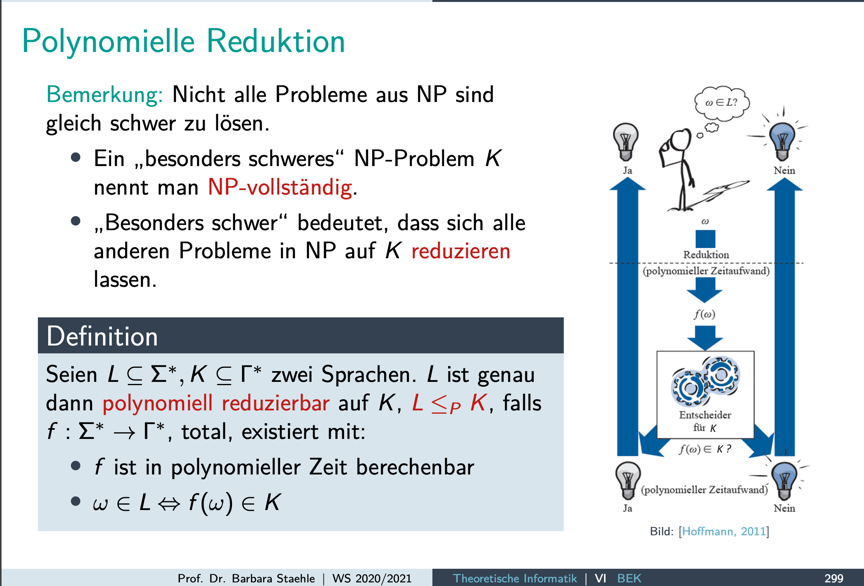 Polynomielle Reduktion
Bemerkung: Nicht alle Probleme aus NP sind
gleich schwer zu lösen.
• Ein „besonders schweres“ NP-Problem K
nennt man NP-vollständig.
• „Besonders schwer“ bedeutet, dass sich alle
anderen Probleme in NP auf K reduzieren
lassen.
Definition
Seien L ⊆ Σ*, K ⊆ Γ* zwei Sprachen. L ist genau
dann polynomiell reduzierbar auf K, L ≤P K, falls
f : Σ* → Γ*, total, existiert mit:
• f ist in polynomieller Zeit berechenbar
• ω ∈ L ⇔ f(ω) ∈ K
ω ∈ L?
Ja
Nein
ω
Reduktion
(polynomieller Zeitaufwand)
f(ω)
Entscheider
für K
f(ω) ∈ K?
(polynomieller Zeitaufwand)
Ja
Nein
Bild: [Hoffmann, 2011]
Prof. Dr. Barbara Staehle | WS 2020/2021
Theoretische Informatik | VI BEK
299